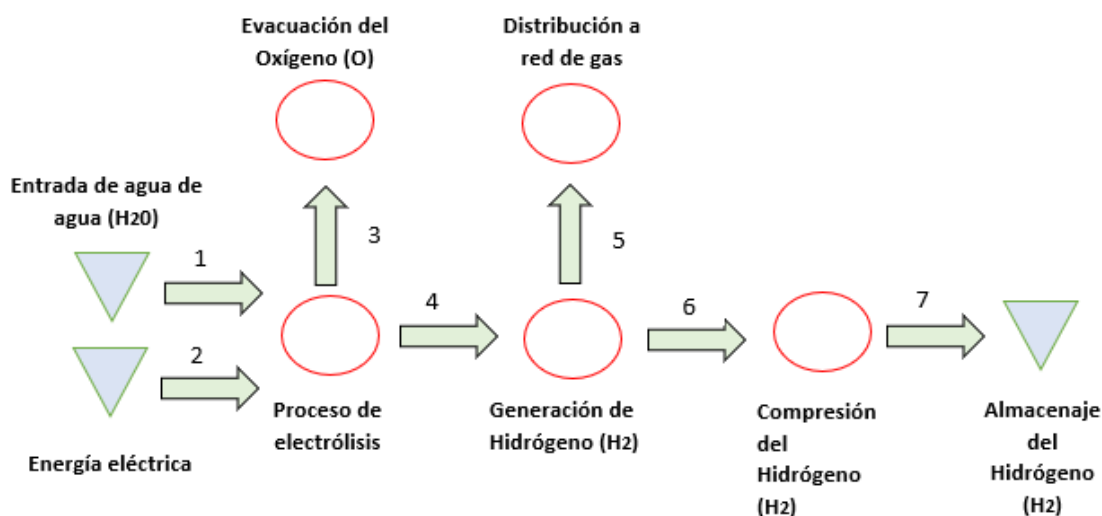 Evacuación del
Oxígeno (O)
Distribución a
red de gas
Entrada de agua de
agua (H20)
1
3
5
2
4
6
7
Proceso de
electrólisis
Energía eléctrica
Generación de
Hidrógeno (H2)
Compresión
del
Hidrógeno
(H2)
Almacenaje
del
Hidrógeno
(H2)